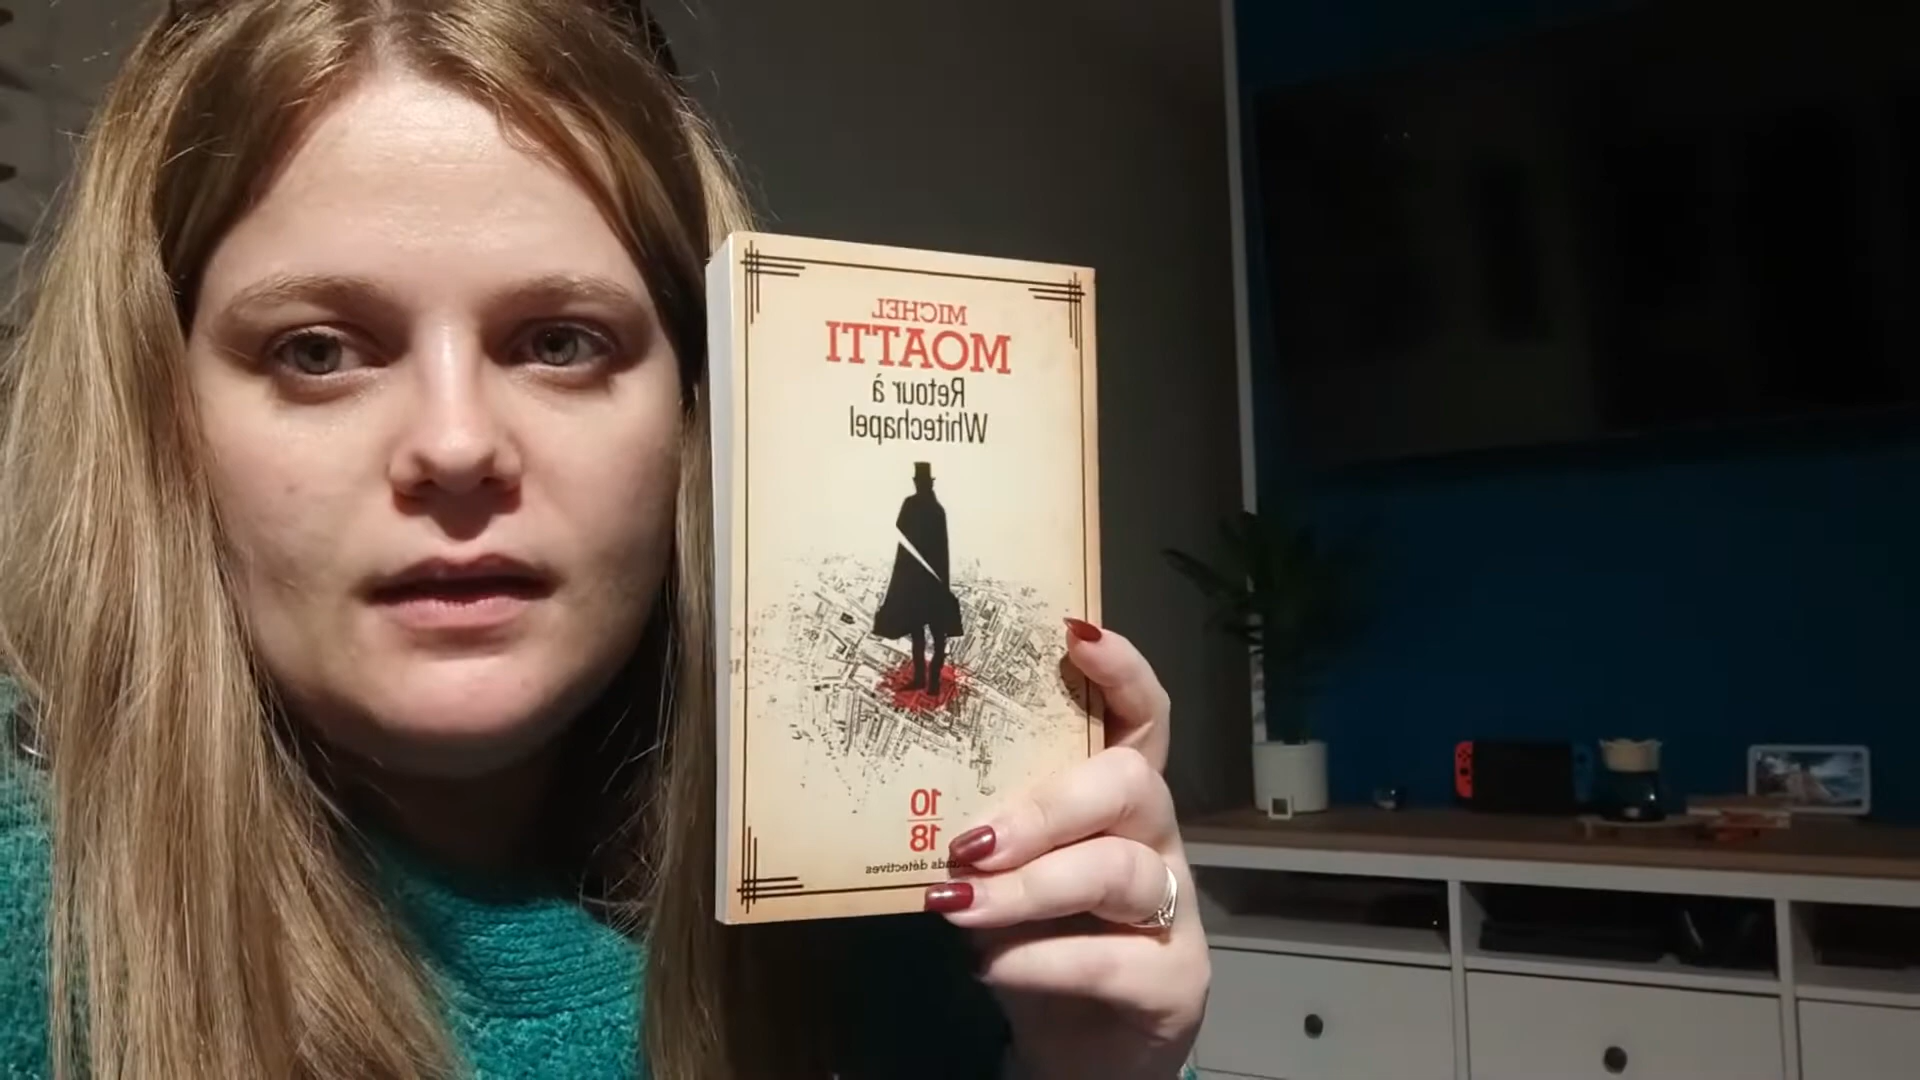 MICHEL
MOATTI
Retour à
Whitechapel
10
18
détectives